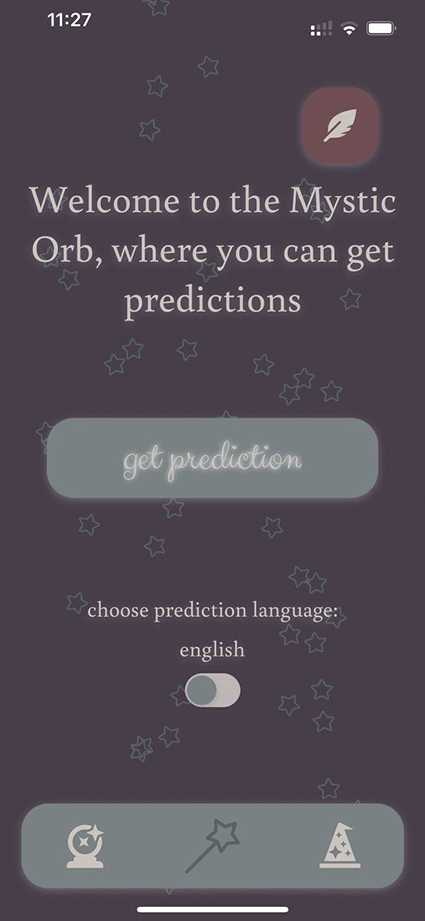 11:27
Welcome to the Mystic
Orb, where you can get
predictions
get prediction
choose prediction language:
english